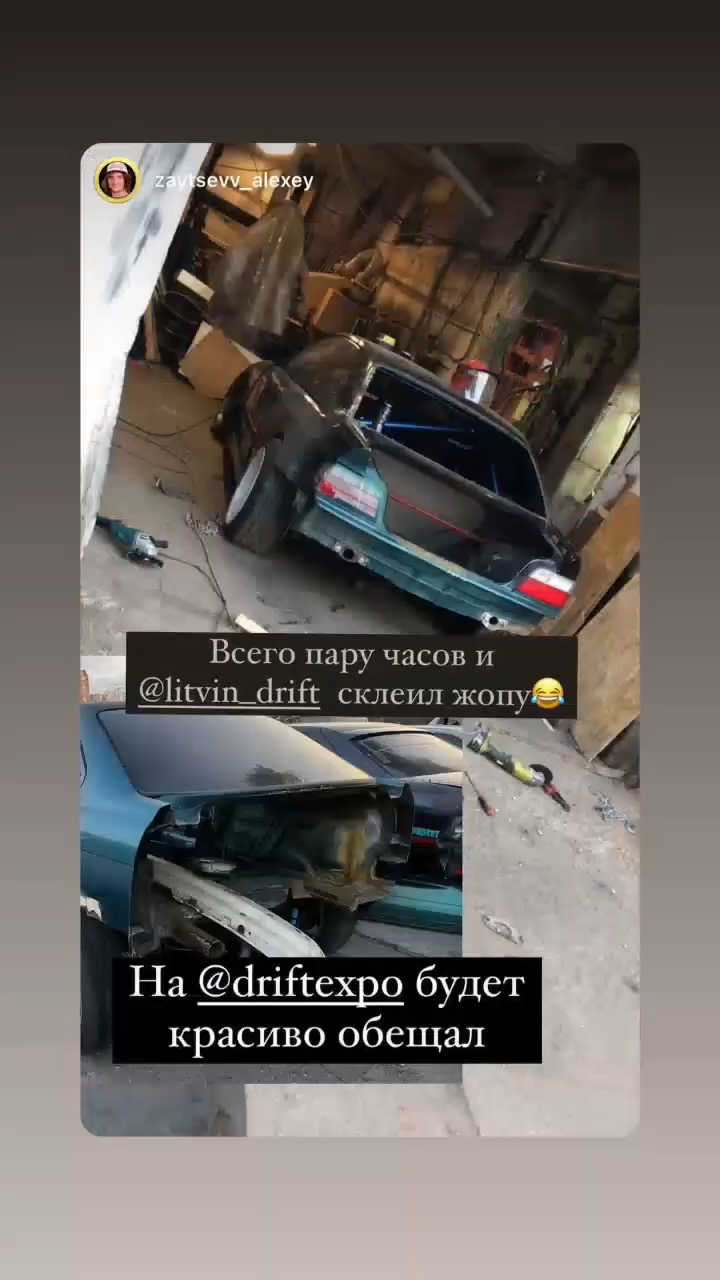 zaytsevv_alexey
Всего пару часов и
@litvin_drift склеил жопу😂
На @driftexpo будет
красиво обещал